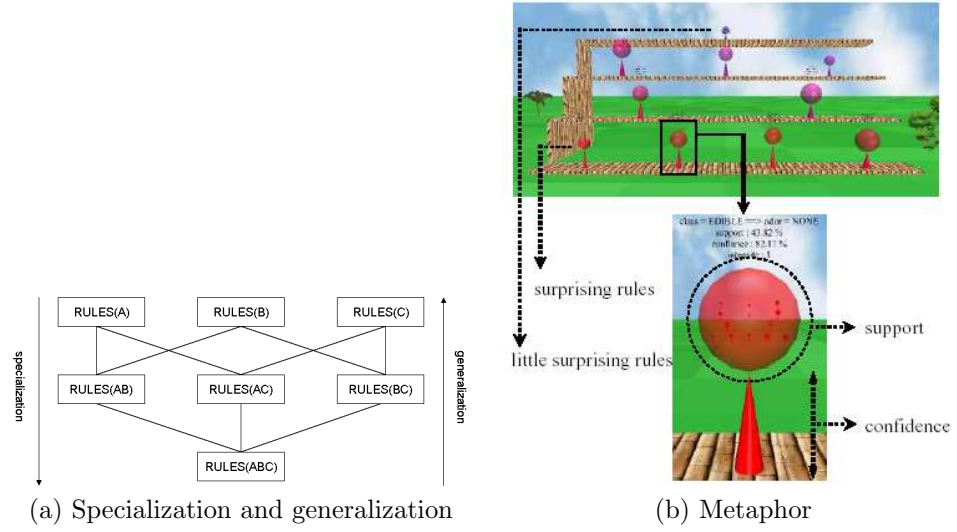 specialization
generalization
RULES(A)
RULES(B)
RULES(C)
RULES(AB)
RULES(AC)
RULES(BC)
RULES(ABC)
(a) Specialization and generalization
class = EDIBLE ==> odor = NONE
support : 43.82 %
surprising rules
little surprising rules
support
confidence
(b) Metaphor